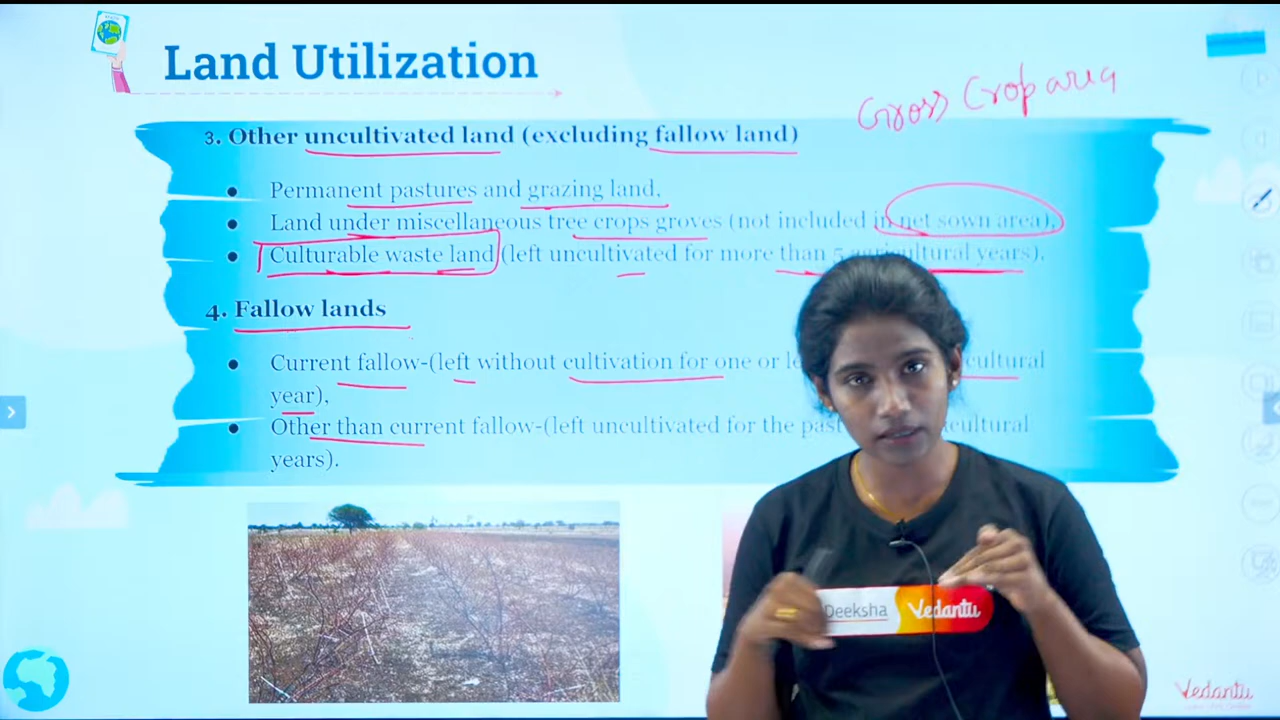 Land Utilization
Gross Crop area
3. Other uncultivated land (excluding fallow land)
Permanent pastures and grazing land,
Land under miscellaneous tree crops groves (not included in net sown area),
Culturable waste land (left uncultivated for more than 5 agricultural years).
4. Fallow lands
Current fallow-(left without cultivation for one or cultural
year),
Other than current fallow-(left uncultivated for the past cultural
years).
Deeksha Vedantu
Vedantu